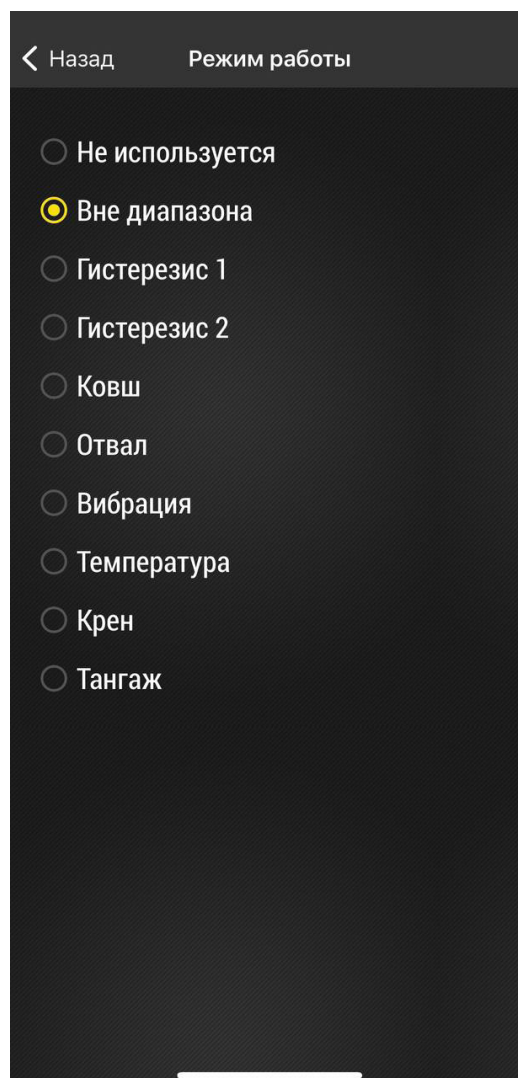 Назад
Режим работы
Не используется
Вне диапазона
Гистерезис 1
Гистерезис 2
Ковш
Отвал
Вибрация
Температура
Крен
Тангаж